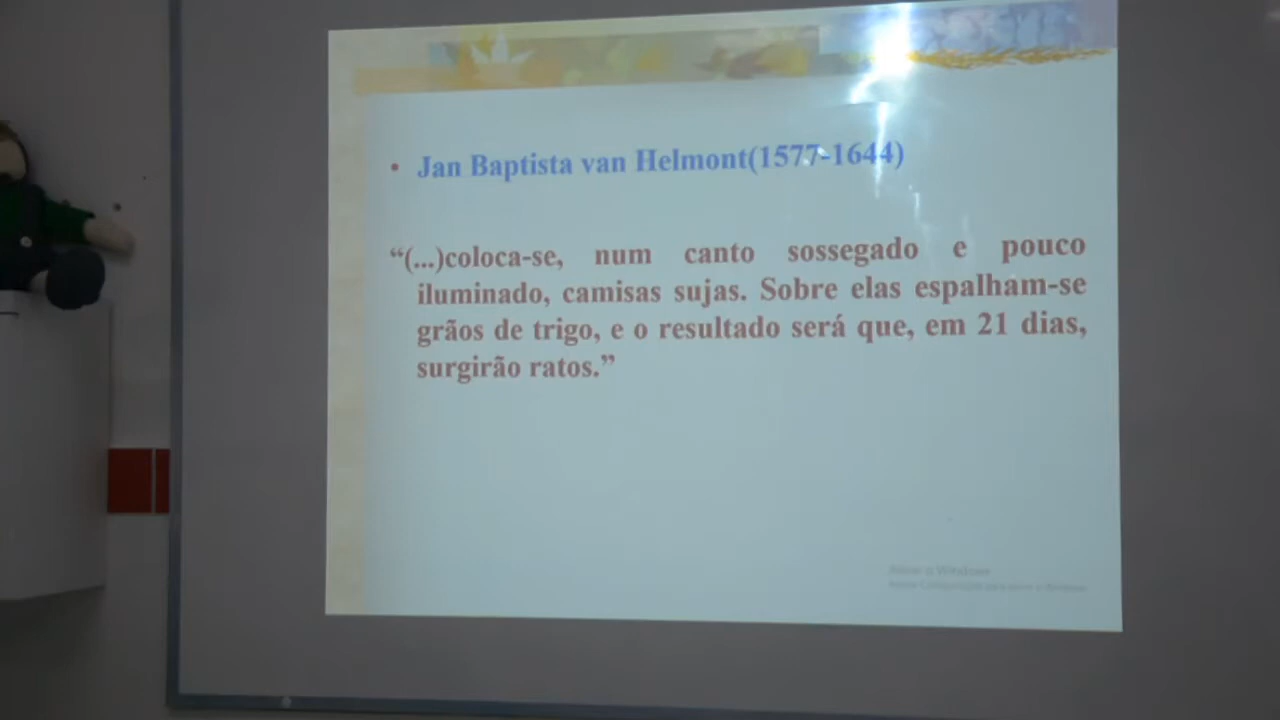 • Jan Baptista van Helmont(1577-1644)
“(...)coloca-se, num canto sossegado e pouco
iluminado, camisas sujas. Sobre elas espalham-se
grãos de trigo, e o resultado será que, em 21 dias,
surgirão ratos.”